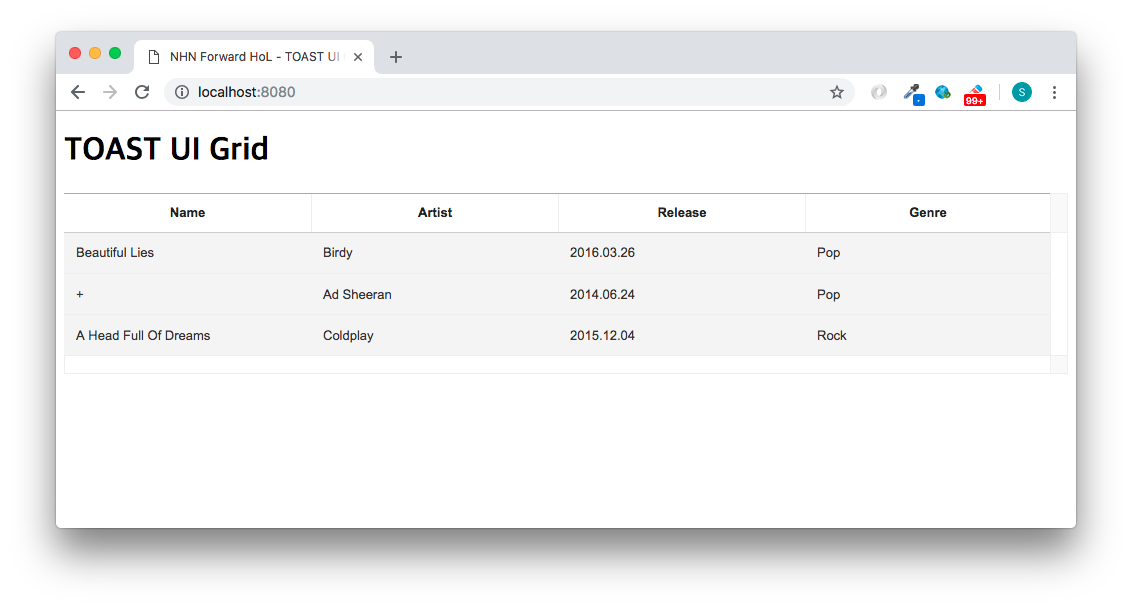 NHN Forward HoL - TOAST UI
localhost:8080
99+
S
TOAST UI Grid
Name Artist Release Genre
Beautiful Lies Birdy 2016.03.26 Pop
+ Ad Sheeran 2014.06.24 Pop
A Head Full Of Dreams Coldplay 2015.12.04 Rock